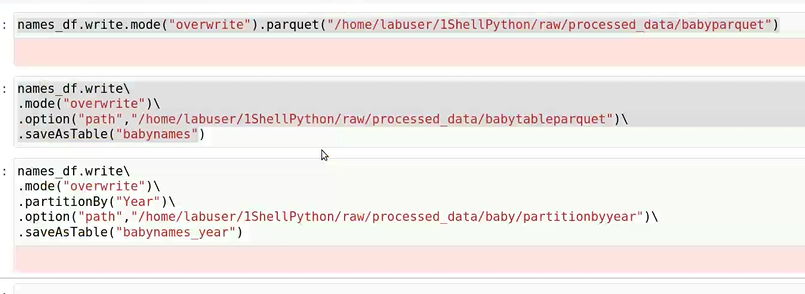 : names_df.write.mode("overwrite").parquet("/home/labuser/1ShellPython/raw/processed_data/babyparquet")
: names_df.write\
.mode("overwrite")\
.option("path","/home/labuser/1ShellPython/raw/processed_data/babytableparquet")\
.saveAsTable("babynames")
: names_df.write\
.mode("overwrite")\
.partitionBy("Year")\
.option("path","/home/labuser/1ShellPython/raw/processed_data/baby/partitionbyyear")\
.saveAsTable("babynames_year")